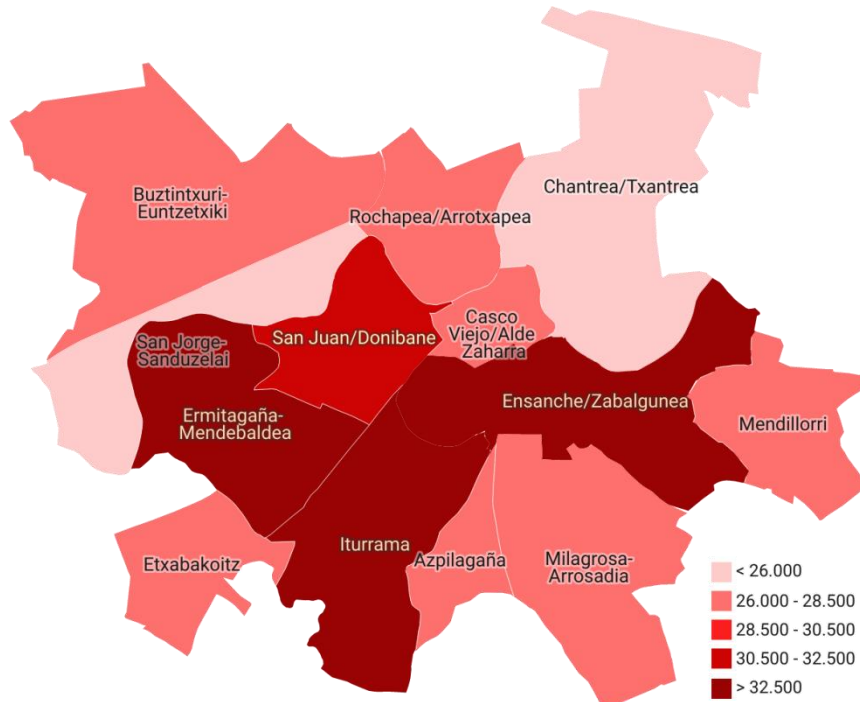 Chantrea/Txantrea
Buztintxuri-
Euntzetxiki
Rochapea/Arrotxapea
Casco
Viejo/Alde
Zaharra
San Juan/Donibane
San Jorge-
Sanduzelai
Ermitagaña-
Mendebaldea
Ensanche/Zabalgunea
Mendillorri
Iturrama
Etxabakoitz
Azpilagaña
Milagrosa-
Arrosadia
< 26.000
26.000 - 28.500
28.500 - 30.500
30.500 - 32.500
> 32.500